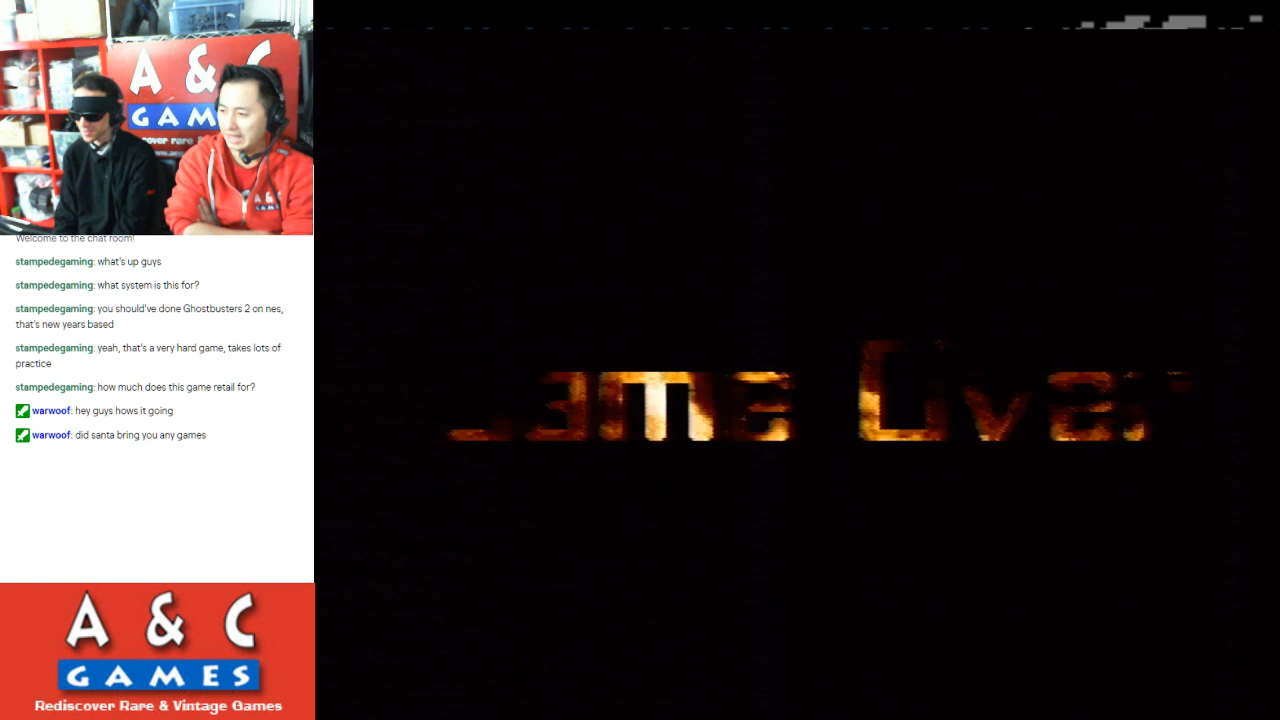 A & C
GAM
cover rare
A & C
GAMES
Welcome to the chat room!
stampedegaming: what's up guys
stampedegaming: what system is this for?
stampedegaming: you should've done Ghostbusters 2 on nes,
that's new years based
stampedegaming: yeah, that's a very hard game, takes lots of
practice
stampedegaming: how much does this game retail for?
warwoof: hey guys hows it going
warwoof: did santa bring you any games
A & C
GAMES
Rediscover Rare & Vintage Games